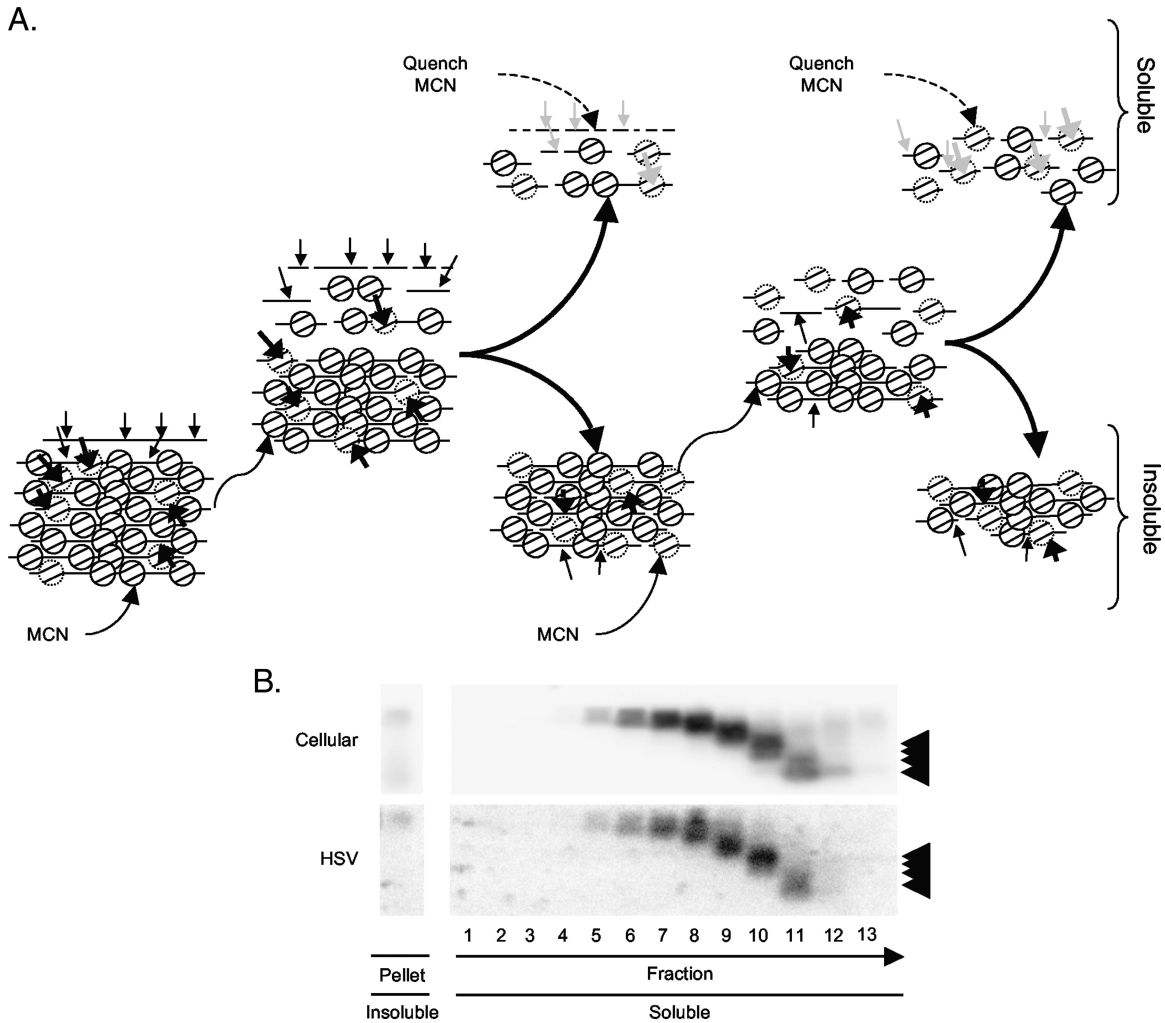 A.
Quench
MCN
Quench
MCN
Soluble
Insoluble
MCN
MCN
B.
Cellular
HSV
1 2 3 4 5 6 7 8 9 10 11 12 13
Pellet
Fraction
Insoluble
Soluble